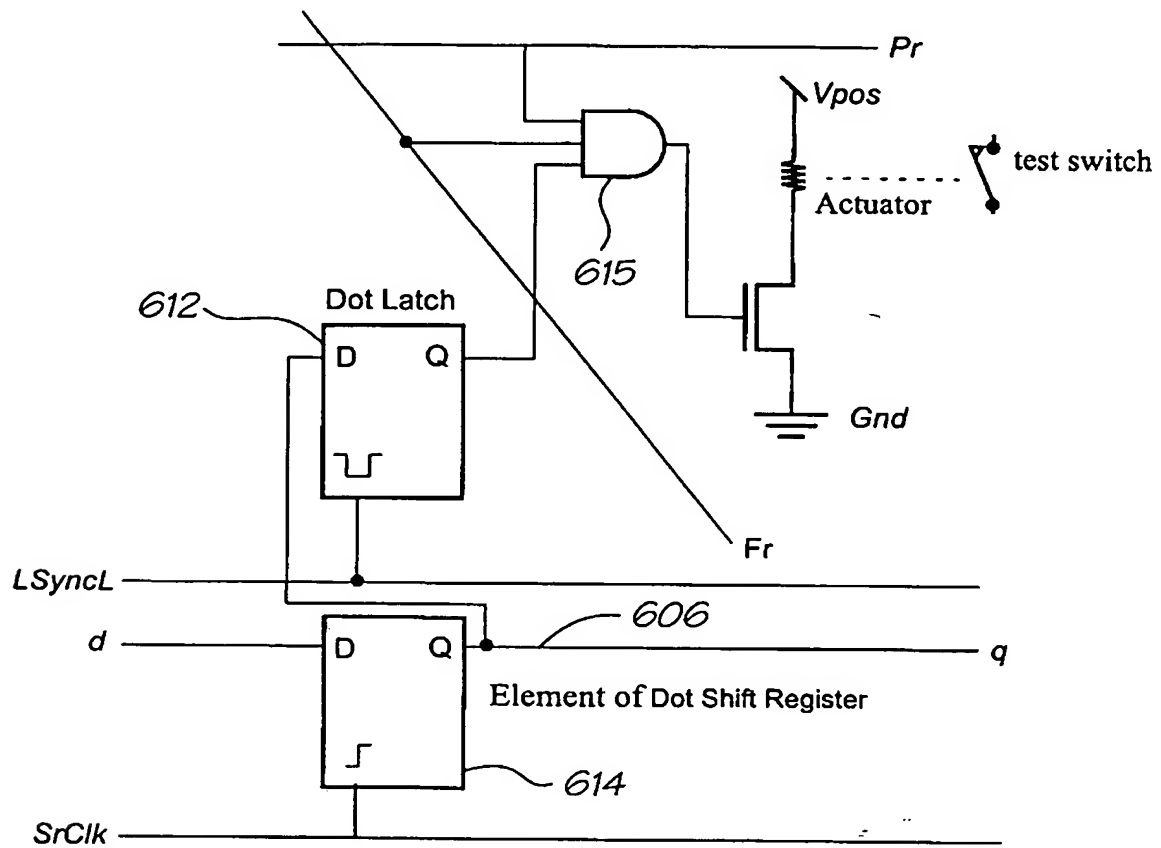 Pr
Vpos
test switch
Actuator
615
Dot Latch
612
D Q
Gnd
Fr
LSyncL
606
d
D Q
q
Element of Dot Shift Register
614
SrClk